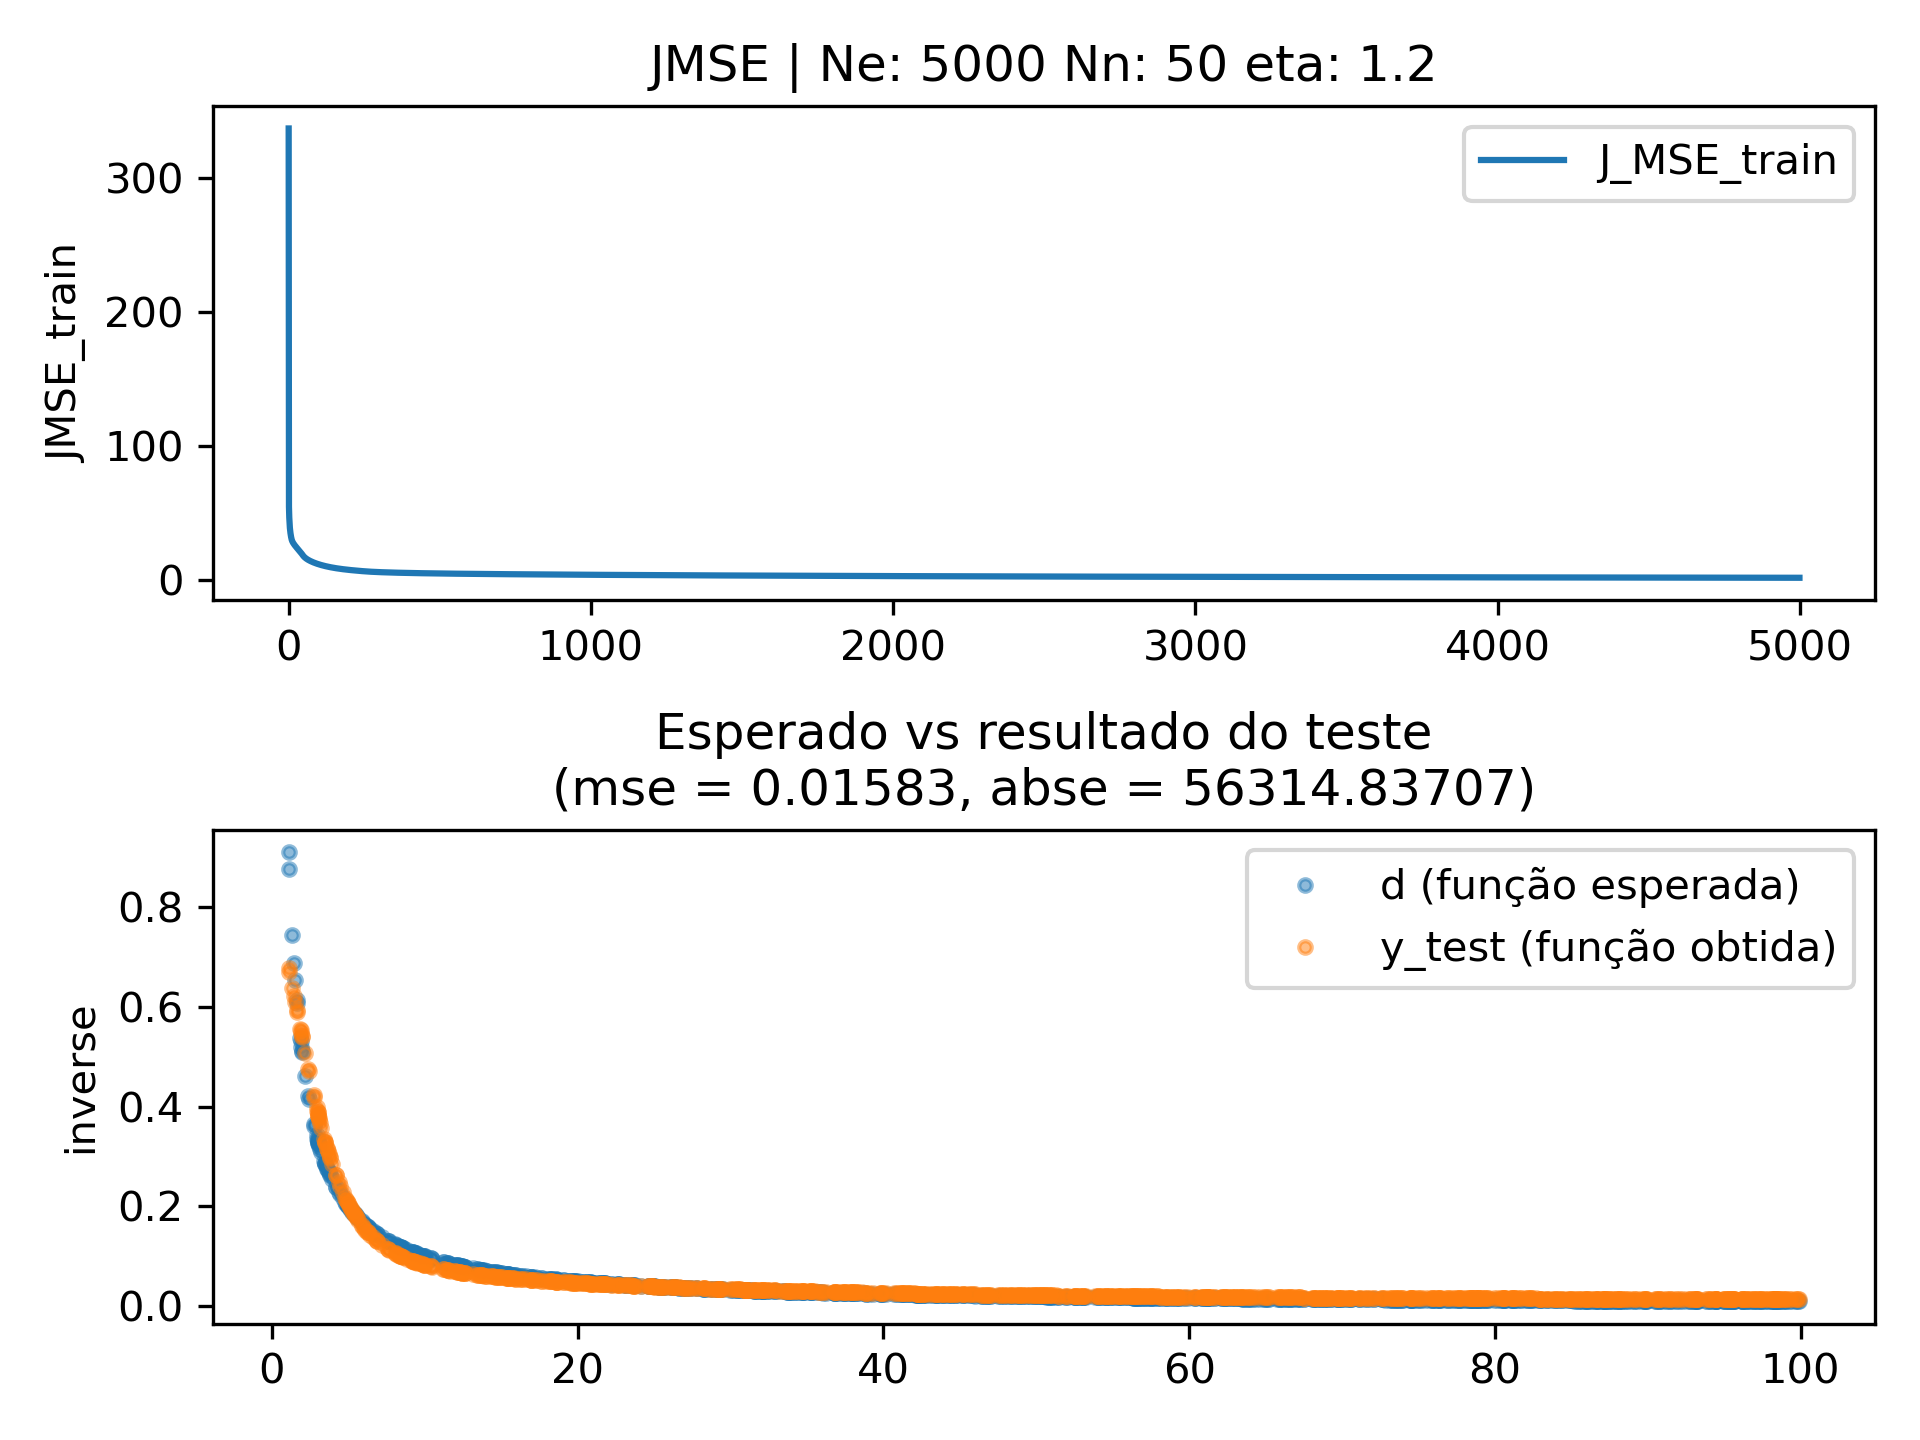 JMSE | Ne: 5000 Nn: 50 eta: 1.2
J_MSE_train
JMSE_train
300
200
100
0
0 1000 2000 3000 4000 5000
Esperado vs resultado do teste
(mse = 0.01583, abse = 56314.83707)
d (função esperada)
y_test (função obtida)
inverse
0.8
0.6
0.4
0.2
0.0
0 20 40 60 80 100